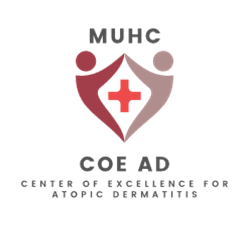 MUHC
COE AD
CENTER OF EXCELLENCE FOR
ATOPIC DERMATITIS